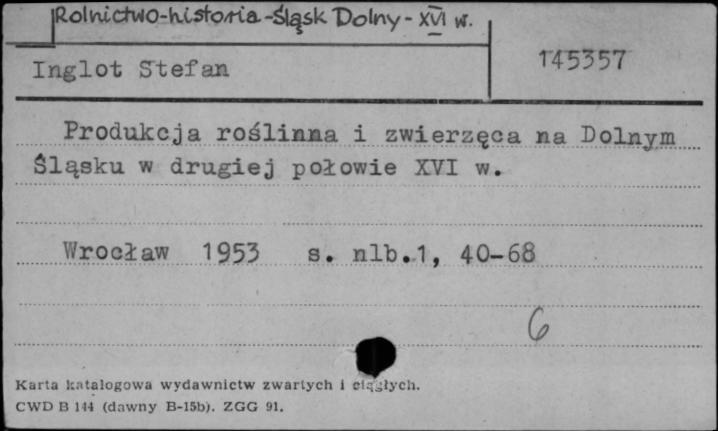 Rolnictwo-historia-Śląsk Dolny-XVI w.
Inglot Stefan
145357
Produkcja roślinna i zwierzęca na Dolnym
Śląsku w drugiej połowie XVI w.
Wrocław 1953 s. nlb.1, 40-68
6
Karta katalogowa wydawnictw zwartych i ciągłych.
CWD B 144 (dawny B-15b). ZGG 91.